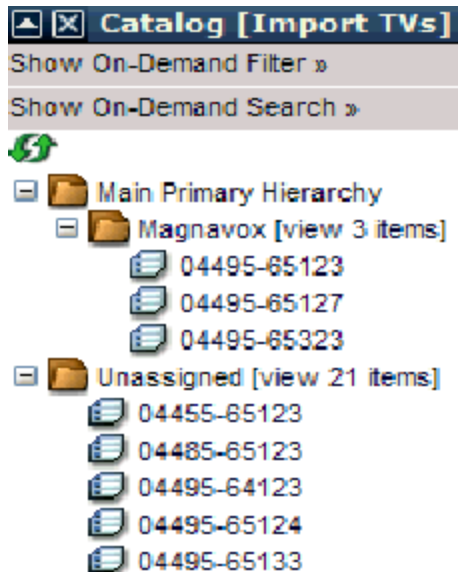 Catalog [Import TVs]
Show On-Demand Filter »
Show On-Demand Search »
Main Primary Hierarchy
Magnavox [view 3 items]
04495-65123
04495-65127
04495-65323
Unassigned [view 21 items]
04455-65123
04485-65123
04495-64123
04495-65124
04495-65133